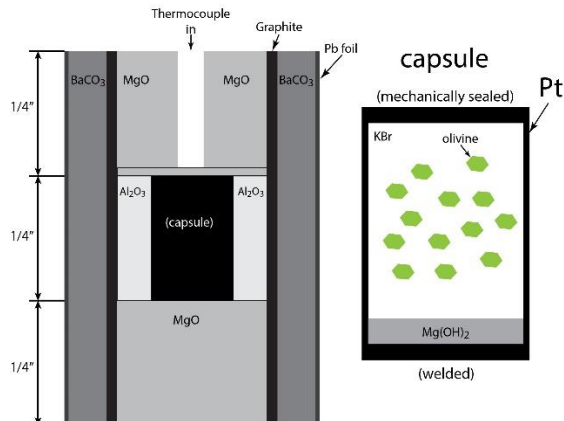 Thermocouple
in
Graphite
Pb foil
BaCO₃
MgO
MgO
BaCO₃
1/4"
Al₂O₃
Al₂O₃
(capsule)
1/4"
MgO
1/4"
capsule
(mechanically sealed)
Pt
KBr
olivine
Mg(OH)₂
(welded)